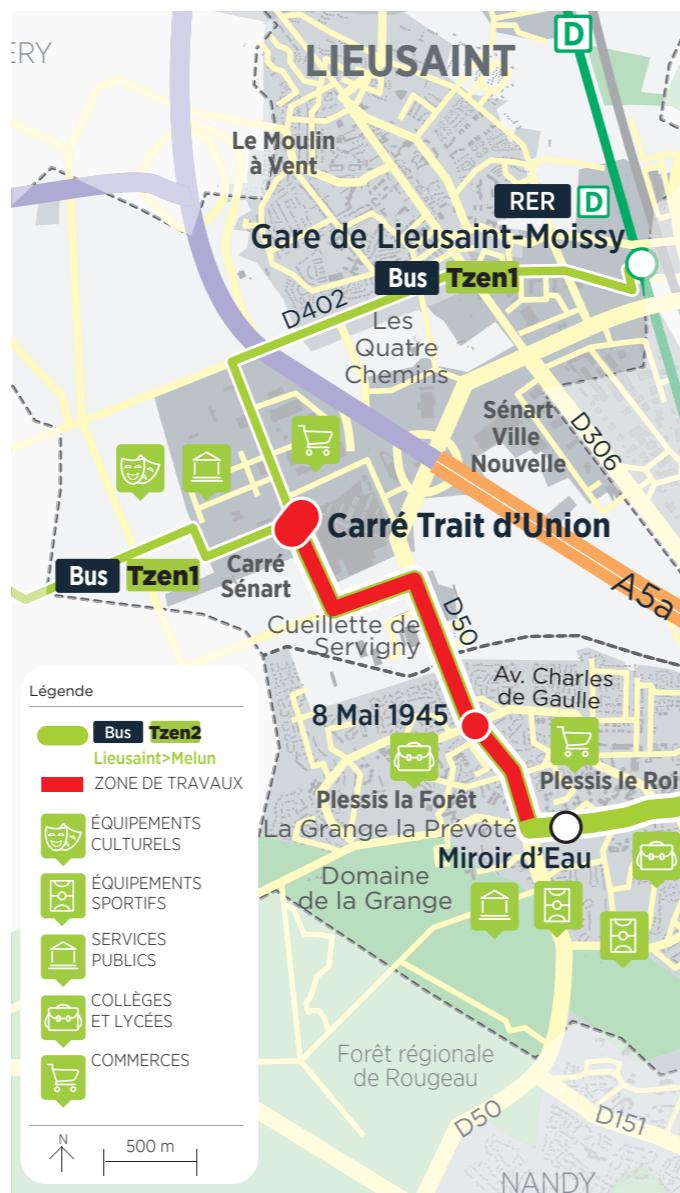 ERY
LIEUSAINT
D
Le Moulin
à Vent
RER D
Gare de Lieusaint-Moissy
Bus Tzen1
D402
Les
Quatre
Chemins
Sénart
Ville
Nouvelle
D306
Carré Trait d'Union
Bus Tzen1
Carré
Sénart
A5a
D50
Cueillette de
Servigny
Av. Charles
de Gaulle
8 Mai 1945
Plessis le Roi
Plessis la Forêt
La Grange la Prévôté
Miroir d'Eau
Domaine
de la Grange
Forêt régionale
de Rougeau
D50
D151
NANDY
Légende
Bus Tzen2
Lieusaint>Melun
ZONE DE TRAVAUX
ÉQUIPEMENTS
CULTURELS
ÉQUIPEMENTS
SPORTIFS
SERVICES
PUBLICS
COLLÈGES
ET LYCÉES
COMMERCES
N
500 m